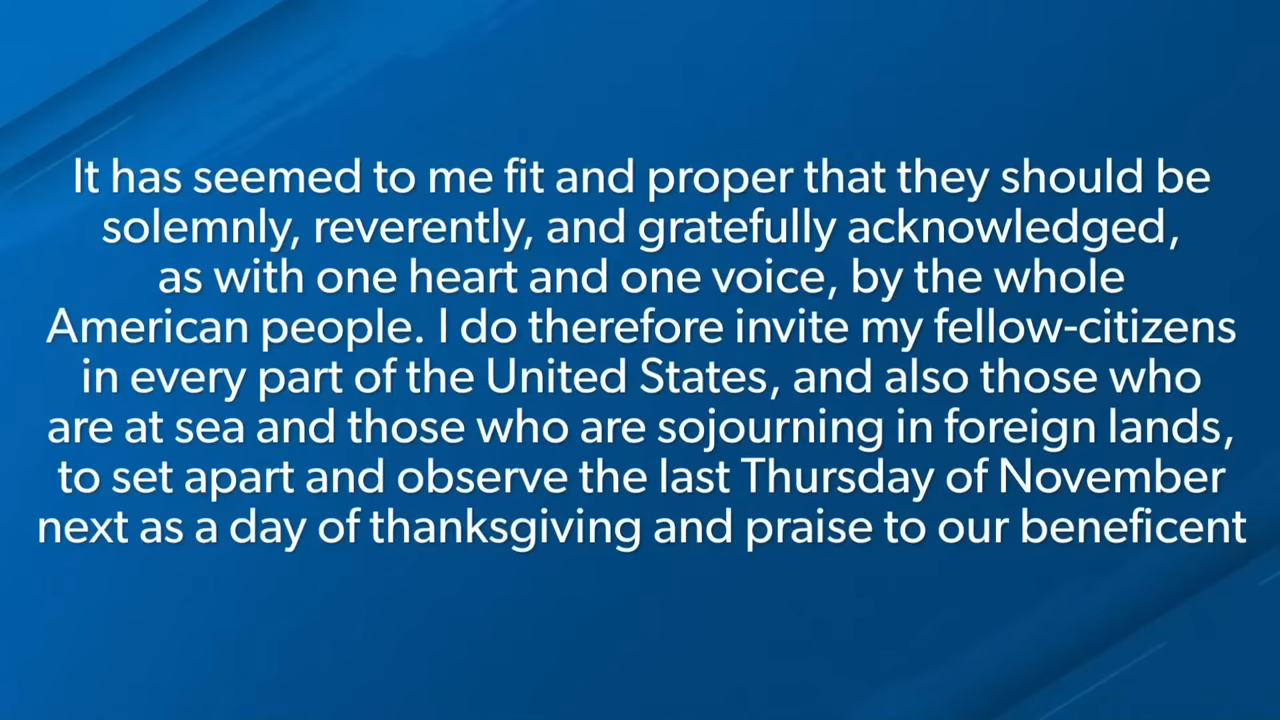 It has seemed to me fit and proper that they should be
solemnly, reverently, and gratefully acknowledged,
as with one heart and one voice, by the whole
American people. I do therefore invite my fellow-citizens
in every part of the United States, and also those who
are at sea and those who are sojourning in foreign lands,
to set apart and observe the last Thursday of November
next as a day of thanksgiving and praise to our beneficent